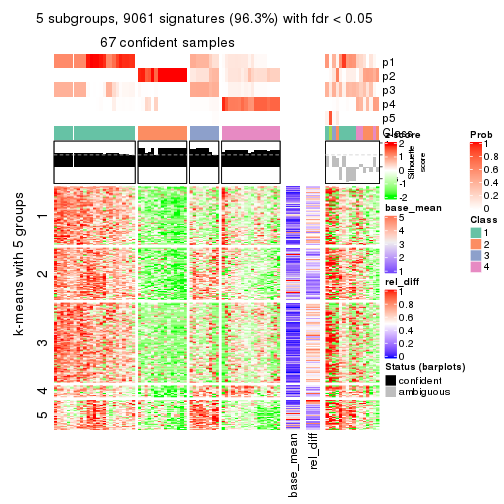 5 subgroups, 9061 signatures (96.3%) with fdr < 0.05
67 confident samples
p1
p2
p3
p4
p5
Class
z-score
2
1
0
-1
-2
Silhouette
score
Prob
1
0.8
0.6
0.4
0.2
0
Class
1
2
3
4
base_mean
5
4
3
2
1
rel_diff
1
0.8
0.6
0.4
0.2
0
Status (barplots)
confident
ambiguous
k-means with 5 groups
1
2
3
4
5
base_mean
rel_diff